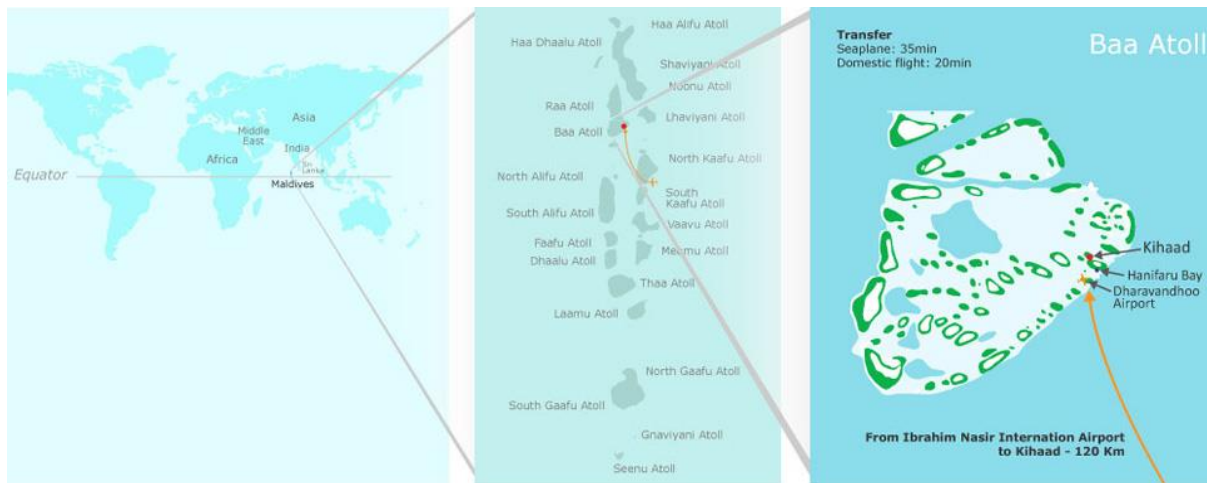 Asia
Middle
East
India
Sri
Lanka
Africa
Equator
Maldives
Haa Alifu Atoll
Haa Dhaalu Atoll
Shaviyani Atoll
Noonu Atoll
Raa Atoll
Lhaviyani Atoll
Baa Atoll
North Kaafu Atoll
North Alifu Atoll
South
Kaafu Atoll
South Alifu Atoll
Vaavu Atoll
Faafu Atoll
Meemu Atoll
Dhaalu Atoll
Thaa Atoll
Laamu Atoll
North Gaafu Atoll
South Gaafu Atoll
Gnaviyani Atoll
Seenu Atoll
Transfer
Seaplane: 35min
Domestic flight: 20min
Baa Atoll
Kihaad
Hanifaru Bay
Dharavandhoo
Airport
From Ibrahim Nasir Internation Airport
to Kihaad - 120 Km